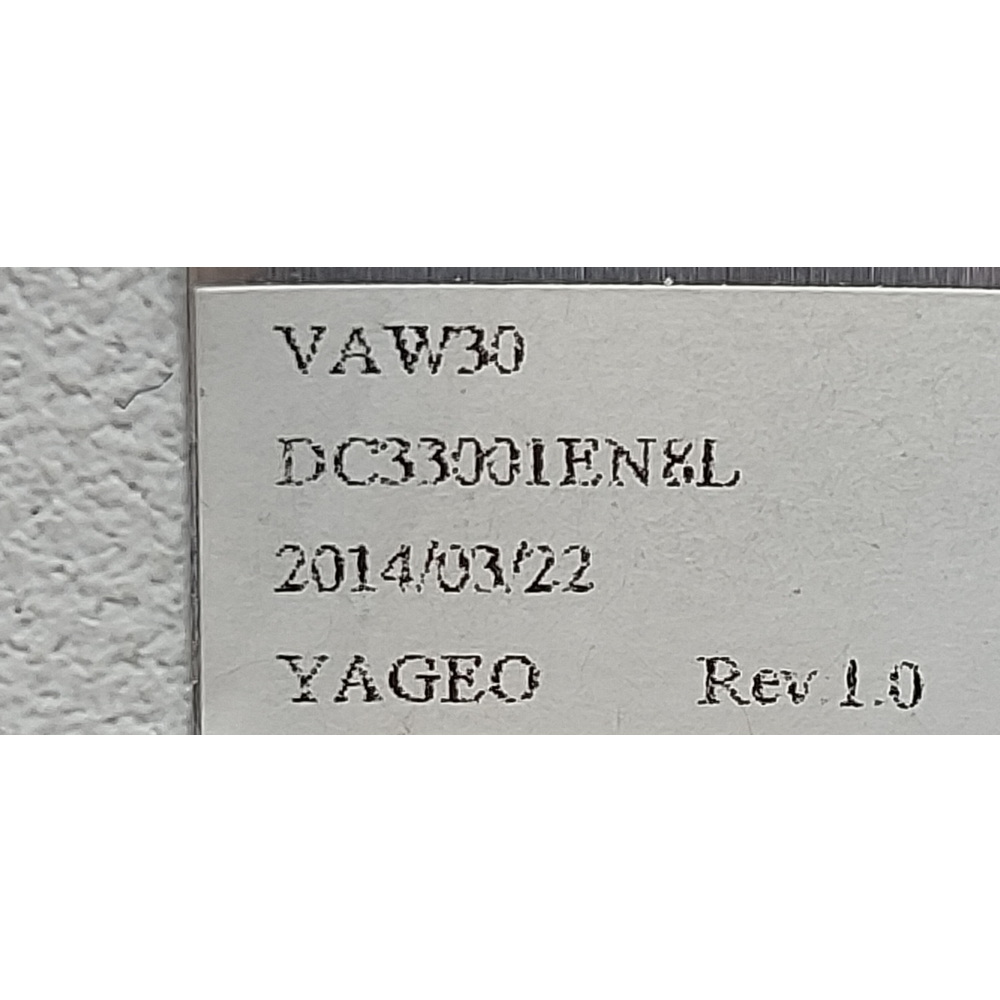 VAW30
DC33001EN8L
2014/03/22
YAGEO Rev 1.0